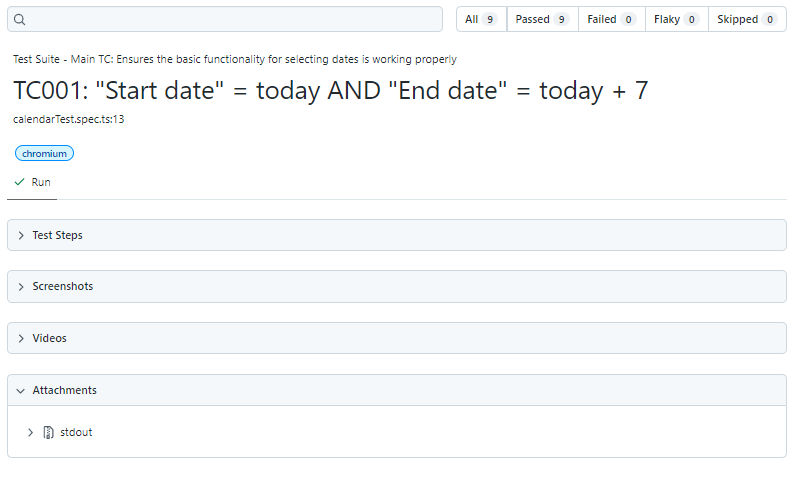 All 9 Passed 9 Failed 0 Flaky 0 Skipped 0
Test Suite - Main TC: Ensures the basic functionality for selecting dates is working properly
TC001: "Start date" = today AND "End date" = today + 7
calendarTest.spec.ts:13
chromium
Run
Test Steps
Screenshots
Videos
Attachments
stdout